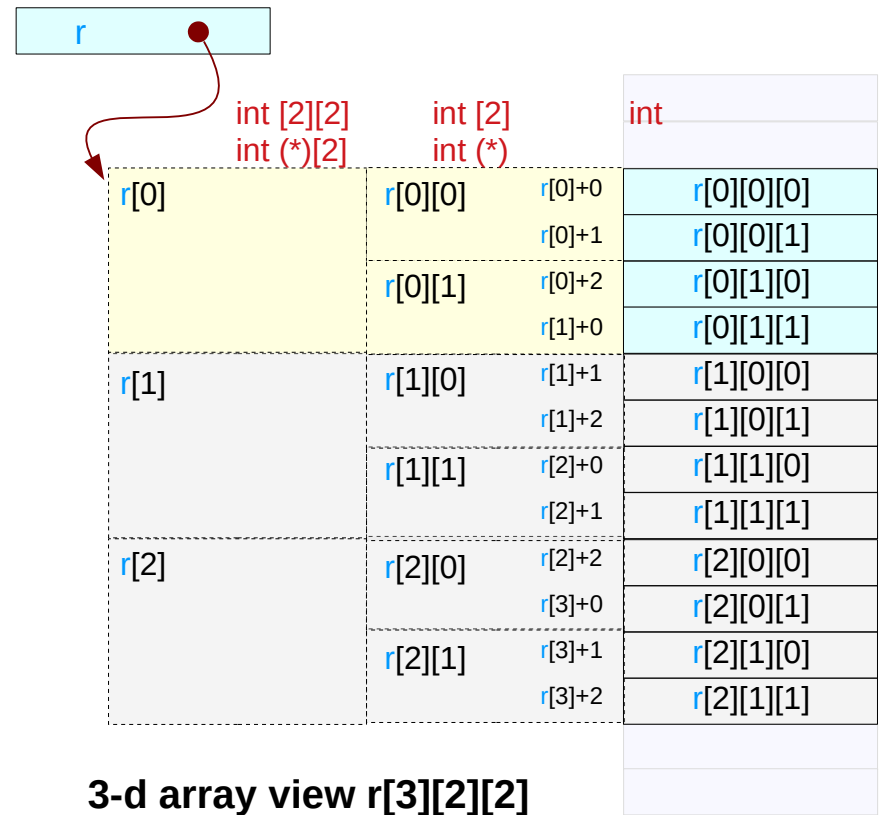 r
int [2][2] int [2] int
int (*)[2] int (*)
r[0] r[0][0] r[0]+0 r[0][0][0]
r[0]+1 r[0][0][1]
r[0][1] r[0]+2 r[0][1][0]
r[1]+0 r[0][1][1]
r[1] r[1][0] r[1]+1 r[1][0][0]
r[1]+2 r[1][0][1]
r[1][1] r[2]+0 r[1][1][0]
r[2]+1 r[1][1][1]
r[2] r[2][0] r[2]+2 r[2][0][0]
r[3]+0 r[2][0][1]
r[2][1] r[3]+1 r[2][1][0]
r[3]+2 r[2][1][1]
3-d array view r[3][2][2]